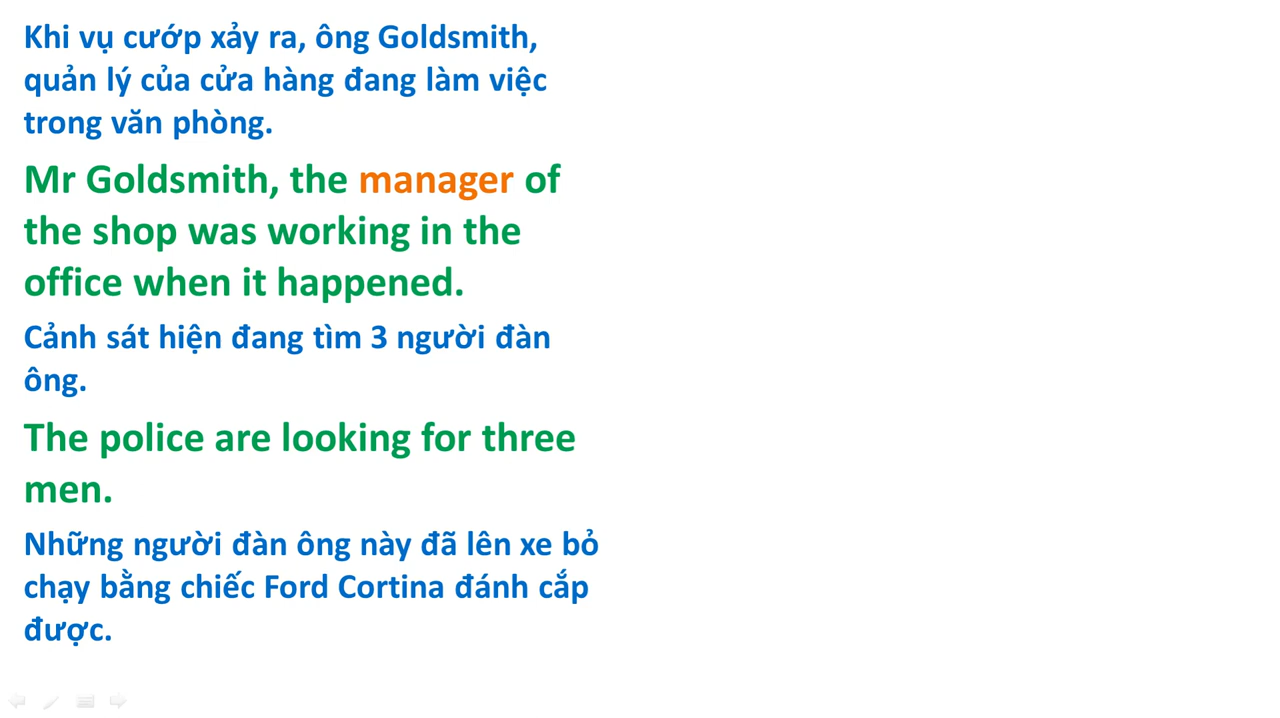 Khi vụ cướp xảy ra, ông Goldsmith,
quản lý của cửa hàng đang làm việc
trong văn phòng.
Mr Goldsmith, the manager of
the shop was working in the
office when it happened.
Cảnh sát hiện đang tìm 3 người đàn
ông.
The police are looking for three
men.
Những người đàn ông này đã lên xe bỏ
chạy bằng chiếc Ford Cortina đánh cắp
được.